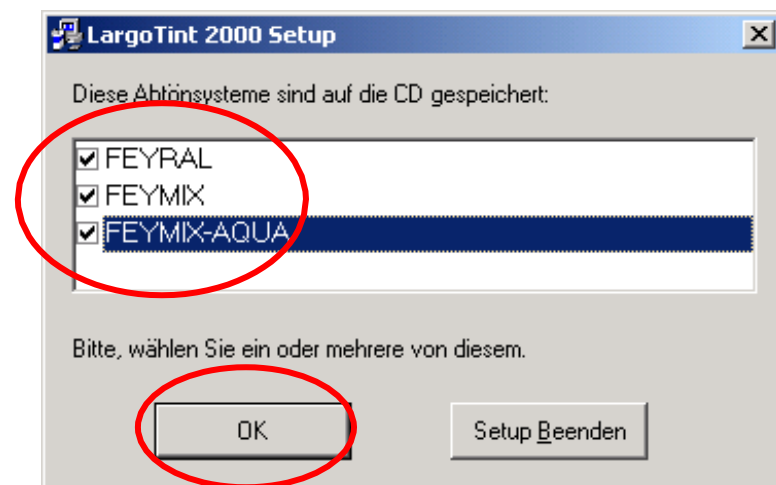 LargoTint 2000 Setup
Diese Abtönsysteme sind auf die CD gespeichert:
FEYRAL
FEYMIX
FEYMIX-AQUA
Bitte, wählen Sie ein oder mehrere von diesem.
OK
Setup Beenden